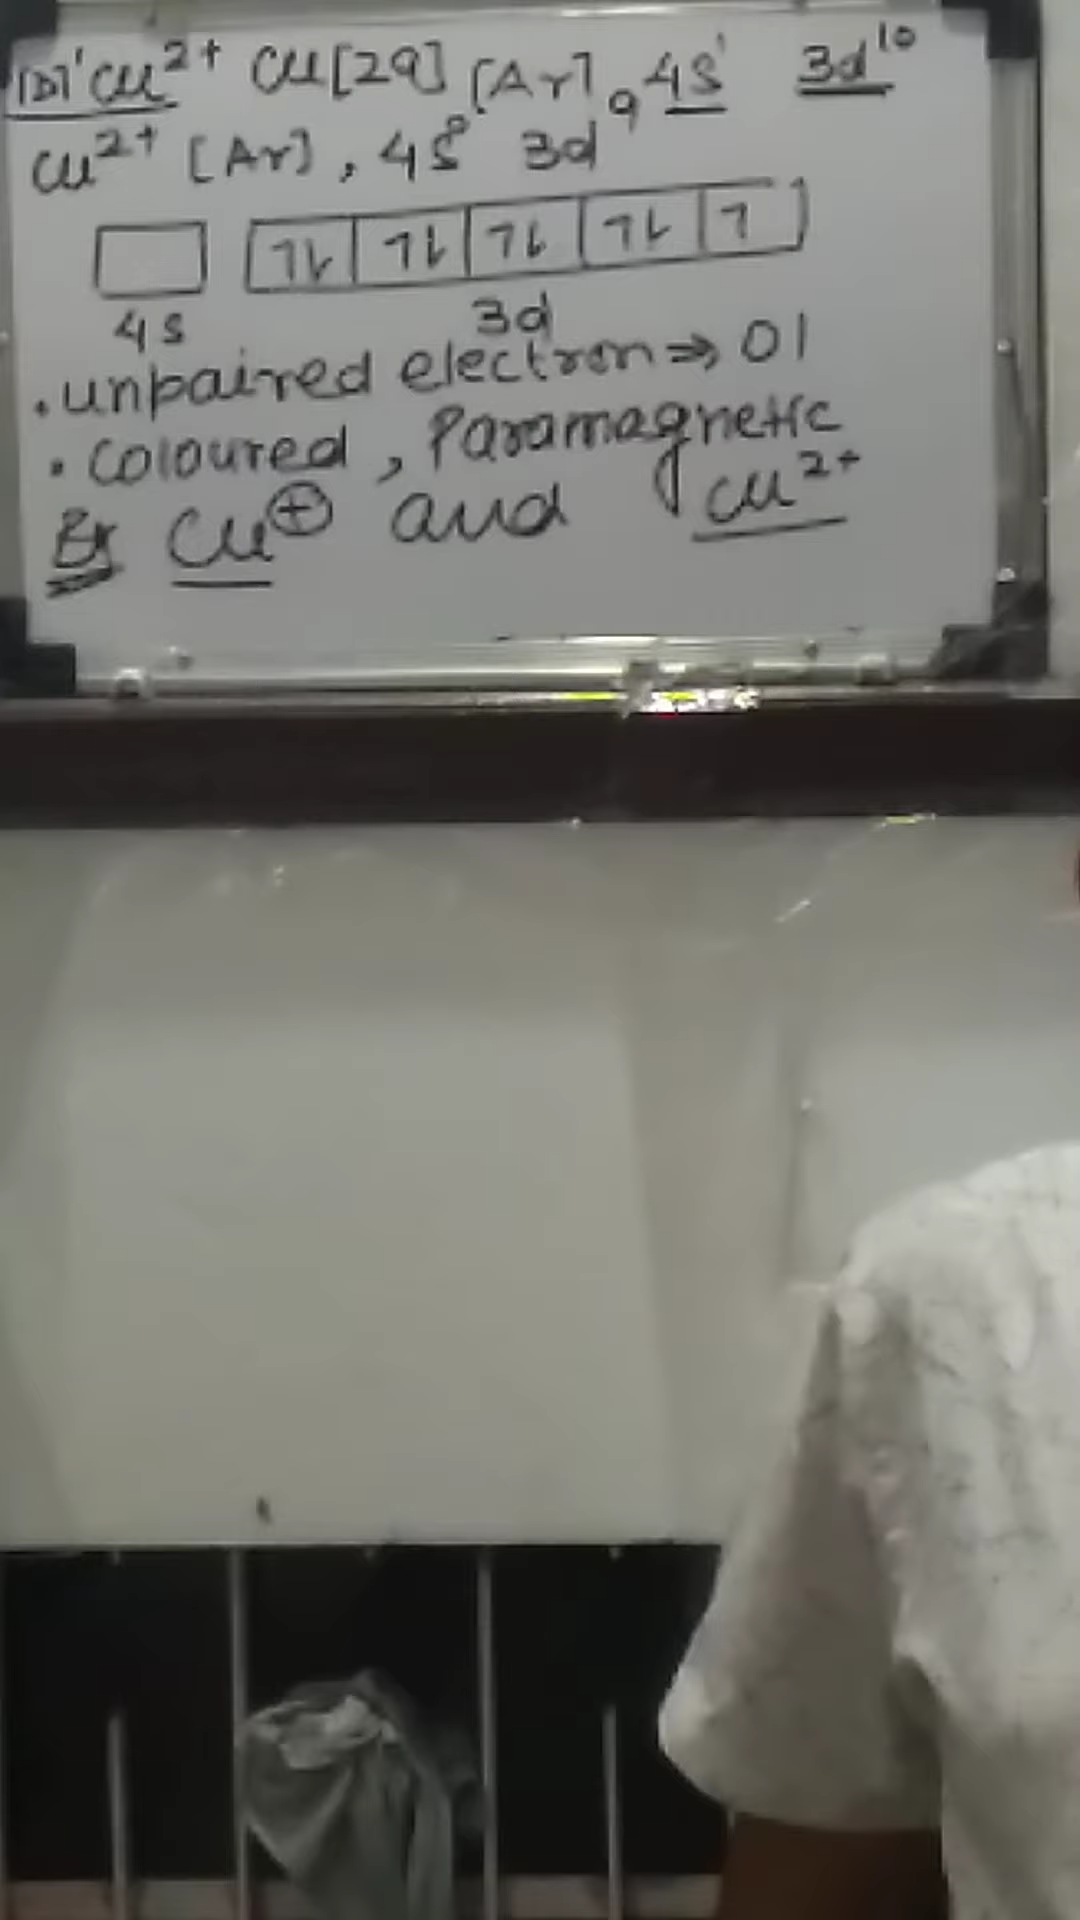 [D] Cu²⁺ Cu[29] [Ar], 4s¹ 3d¹⁰
Cu²⁺ [Ar], 4s⁰ 3d⁹
4s 3d
. unpaired electron ⇒ 01
. Coloured, Paramagnetic
Ex Cu⊕ and Cu²⁺